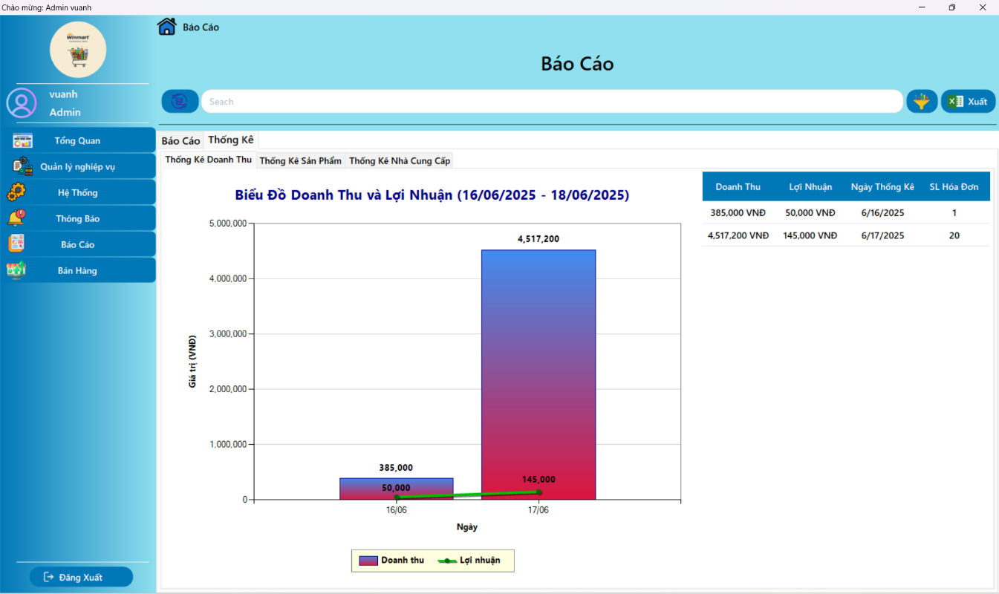 Chào mừng: Admin vuanh
Winmart
Báo Cáo
Báo Cáo
vuanh
Admin
Seach
Xuất
Tổng Quan
Quản lý nghiệp vụ
Hệ Thống
Thông Báo
Báo Cáo
Bán Hàng
Đăng Xuất
Báo Cáo Thống Kê
Thống Kê Doanh Thu Thống Kê Sản Phẩm Thống Kê Nhà Cung Cấp
Biểu Đồ Doanh Thu và Lợi Nhuận (16/06/2025 - 18/06/2025)
5,000,000
4,000,000
3,000,000
2,000,000
1,000,000
0
Giá trị (VNĐ)
4,517,200
385,000
145,000
50,000
16/06 17/06
Ngày
Doanh thu Lợi nhuận
Doanh Thu Lợi Nhuận Ngày Thống Kê SL Hóa Đơn
385,000 VNĐ 50,000 VNĐ 6/16/2025 1
4,517,200 VNĐ 145,000 VNĐ 6/17/2025 20